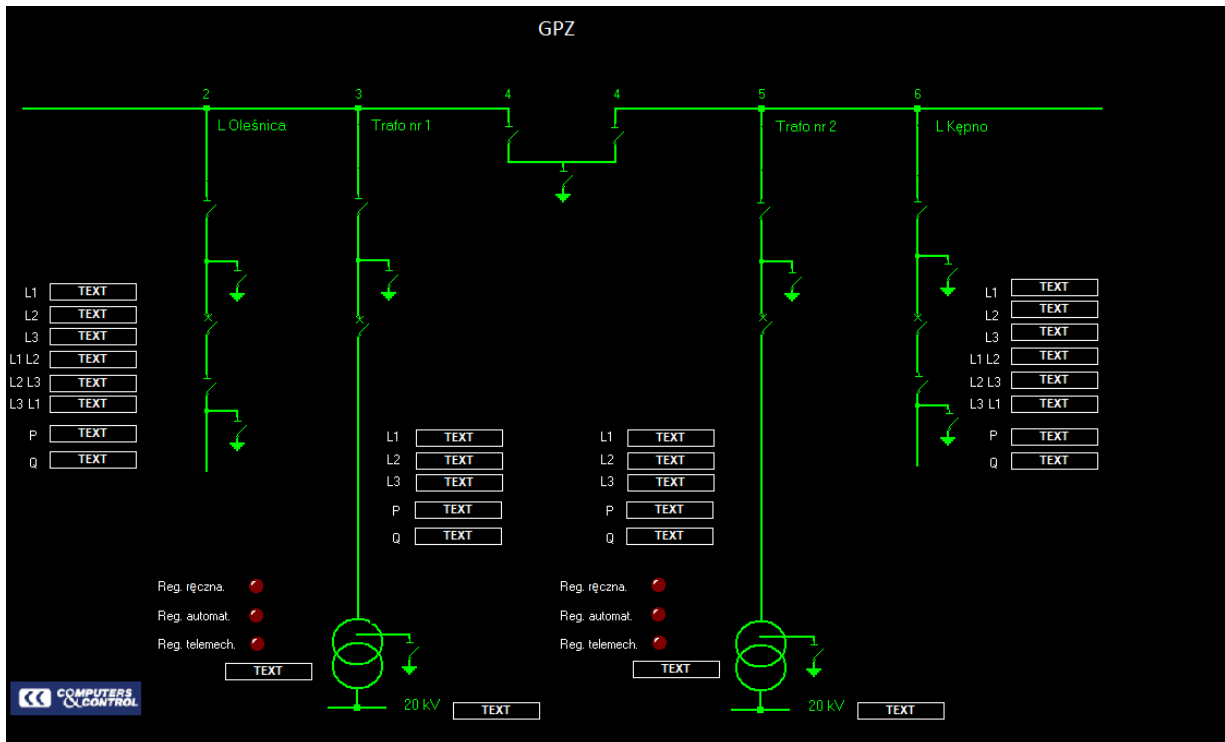 GPZ
2 3 4 4 5 6
L Oleśnica Trafo nr 1 Trafo nr 2 L Kępno
L1 TEXT
L2 TEXT
L3 TEXT
L1 L2 TEXT
L2 L3 TEXT
L3 L1 TEXT
P TEXT
Q TEXT
L1 TEXT
L2 TEXT
L3 TEXT
P TEXT
Q TEXT
L1 TEXT
L2 TEXT
L3 TEXT
P TEXT
Q TEXT
L1 TEXT
L2 TEXT
L3 TEXT
L1 L2 TEXT
L2 L3 TEXT
L3 L1 TEXT
P TEXT
Q TEXT
Reg. ręczna.
Reg. automat.
Reg. telemech.
TEXT
Reg. ręczna.
Reg. automat.
Reg. telemech.
TEXT
20 kV TEXT
20 kV TEXT
COMPUTERS
&CONTROL